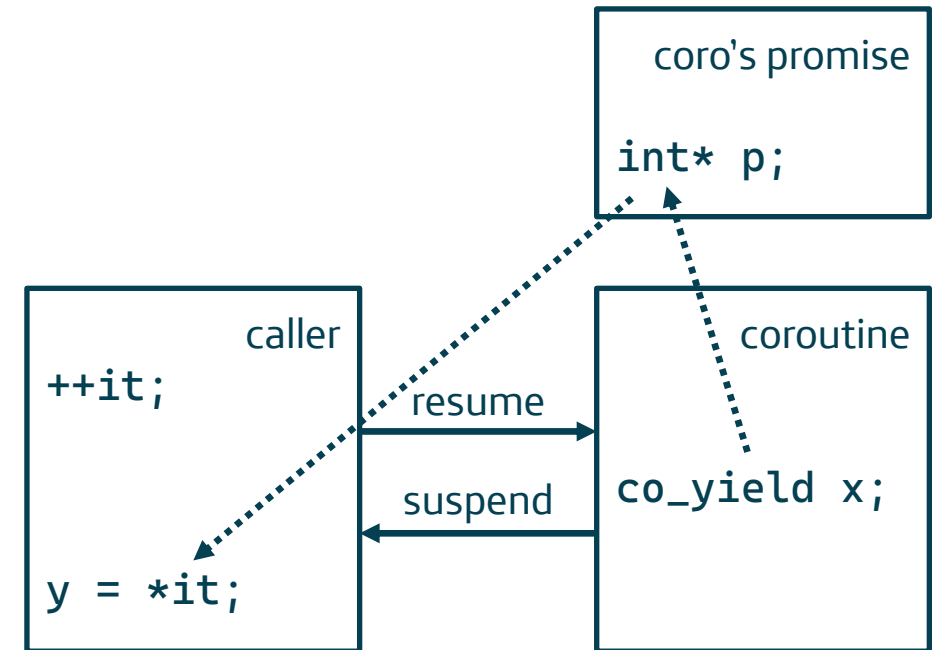 coro’s promise
int* p;
caller
++it;
y = *it;
resume
suspend
coroutine
co_yield x;